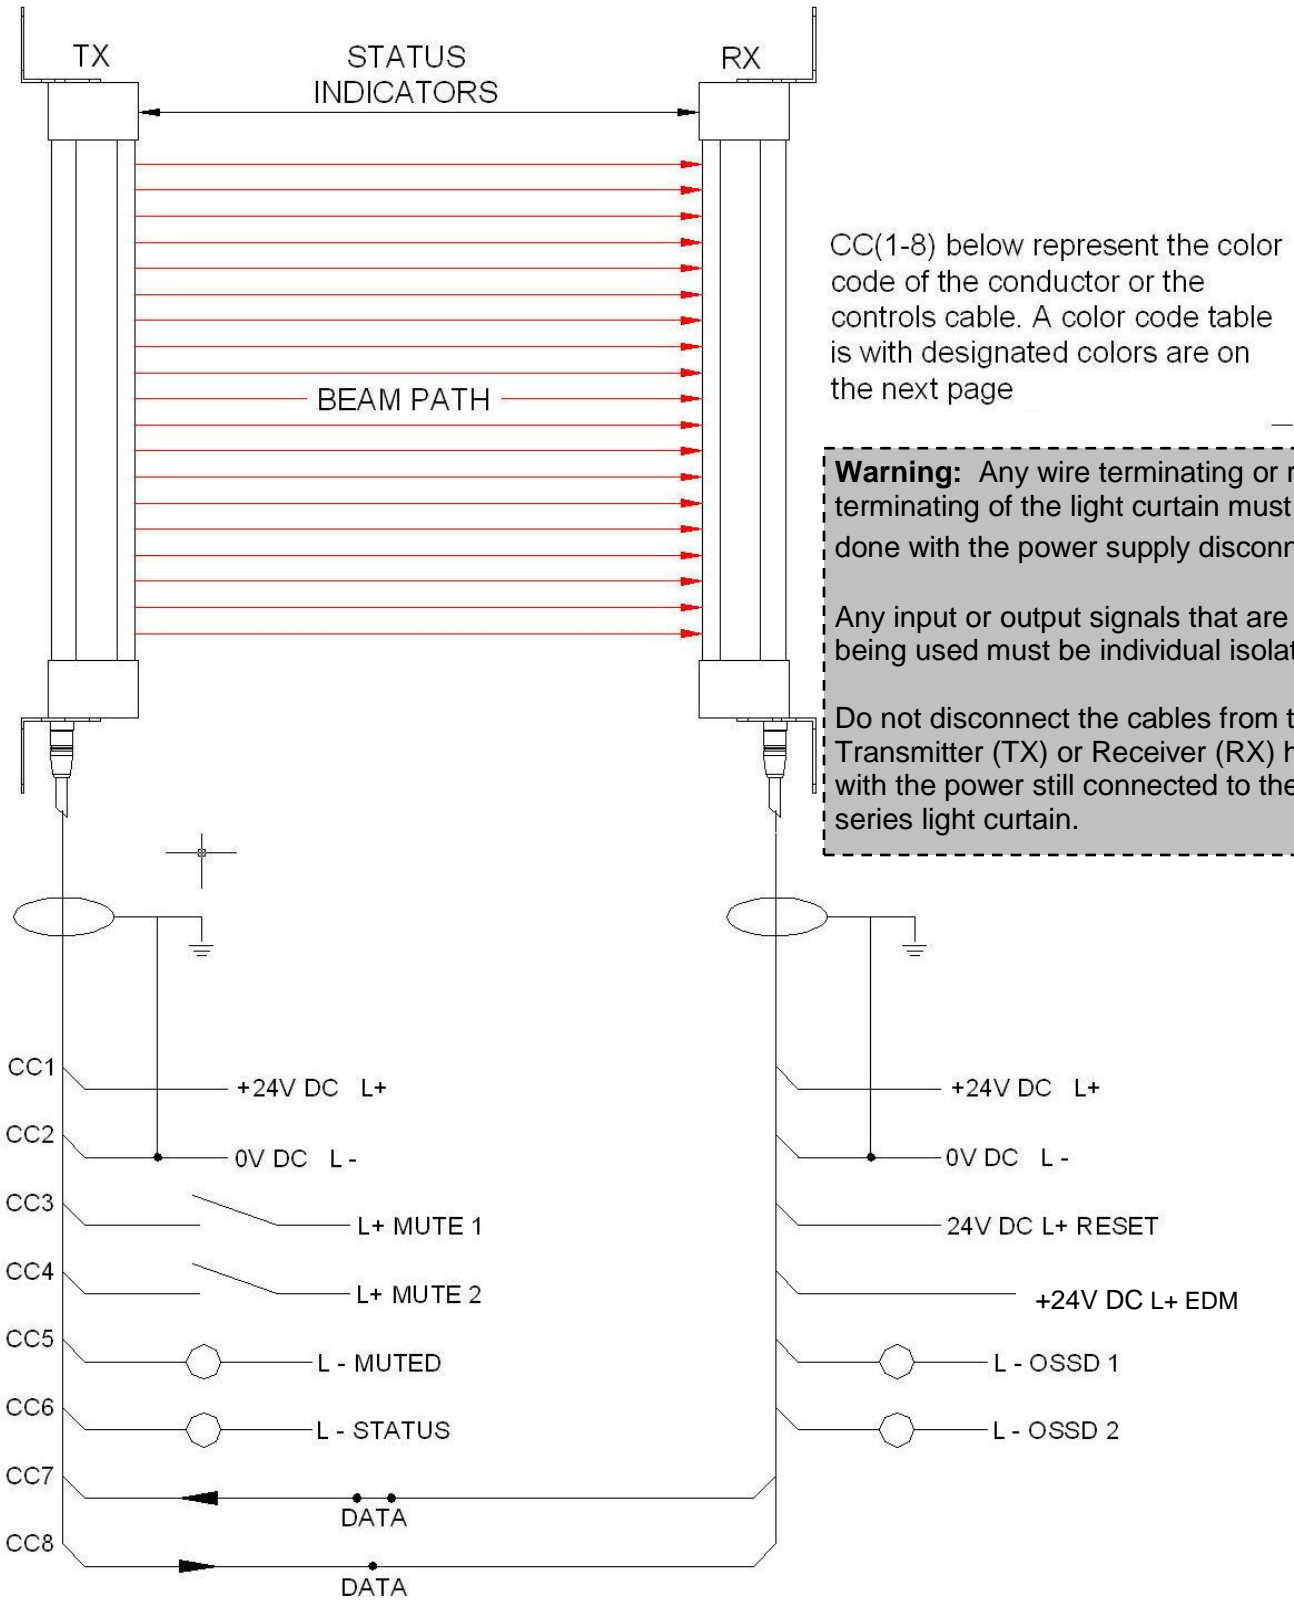 TX
STATUS
INDICATORS
RX
BEAM PATH
CC(1-8) below represent the color
code of the conductor or the
controls cable. A color code table
is with designated colors are on
the next page
Warning: Any wire terminating or
terminating of the light curtain must
done with the power supply
Any input or output signals that are
being used must be individual
Do not disconnect the cables from
Transmitter (TX) or Receiver (RX)
with the power still connected to the
series light curtain.
CC1
+24V DC L+
+24V DC L+
CC2
0V DC L -
0V DC L -
CC3
L+ MUTE 1
24V DC L+ RESET
CC4
L+ MUTE 2
+24V DC L+ EDM
CC5
L - MUTED
L - OSSD 1
CC6
L - STATUS
L - OSSD 2
CC7
DATA
CC8
DATA